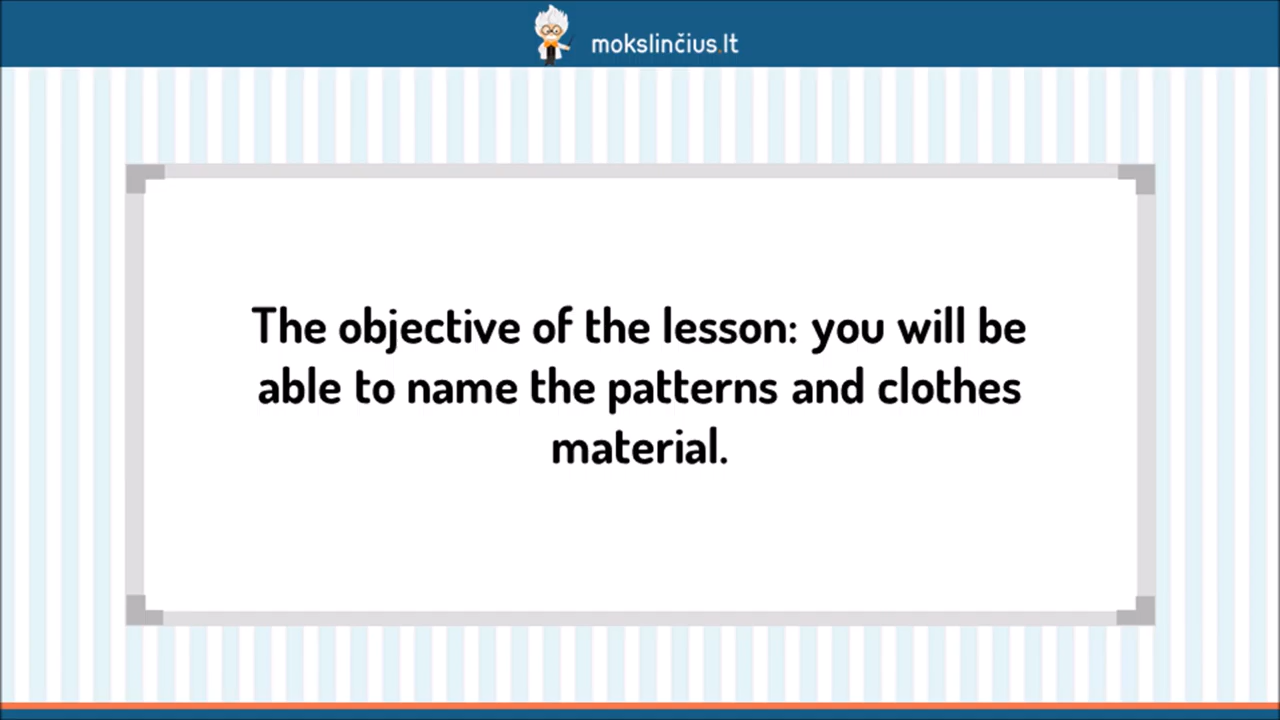 mokslinčius.lt
The objective of the lesson: you will be
able to name the patterns and clothes
material.